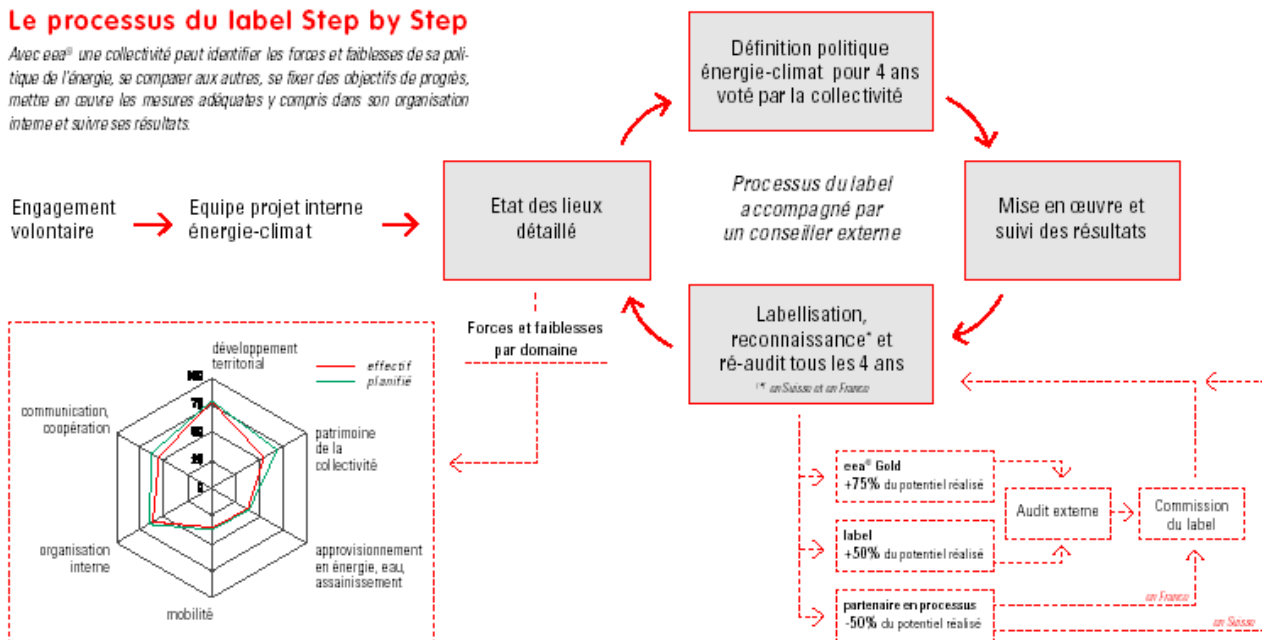 Le processus du label Step by Step
Avec eea® une collectivité peut identifier les forces et faiblesses de sa poli-
tique de l'énergie, se comparer aux autres, se fixer des objectifs de progrès,
mettre en œuvre les mesures adéquates y compris dans son organisation
interne et suivre ses résultats.
Définition politique
énergie-climat pour 4 ans
voté par la collectivité
Engagement
volontaire
Equipe projet interne
énergie-climat
Etat des lieux
détaillé
Processus du label
accompagné par
un conseiller externe
Mise en œuvre et
suivi des résultats
Labellisation,
reconnaissance* et
ré-audit tous les 4 ans
en Suisse et en France
Forces et faiblesses
par domaine
développement
territorial
effectif
planifié
communication,
coopération
patrimoine
de la
collectivité
organisation
interne
approvisionnement
en énergie, eau,
assainissement
mobilité
eea® Gold
+75% du potentiel réalisé
label
+50% du potentiel réalisé
partenaire en processus
-50% du potentiel réalisé
Audit externe
Commission
du label
en France
en Suisse